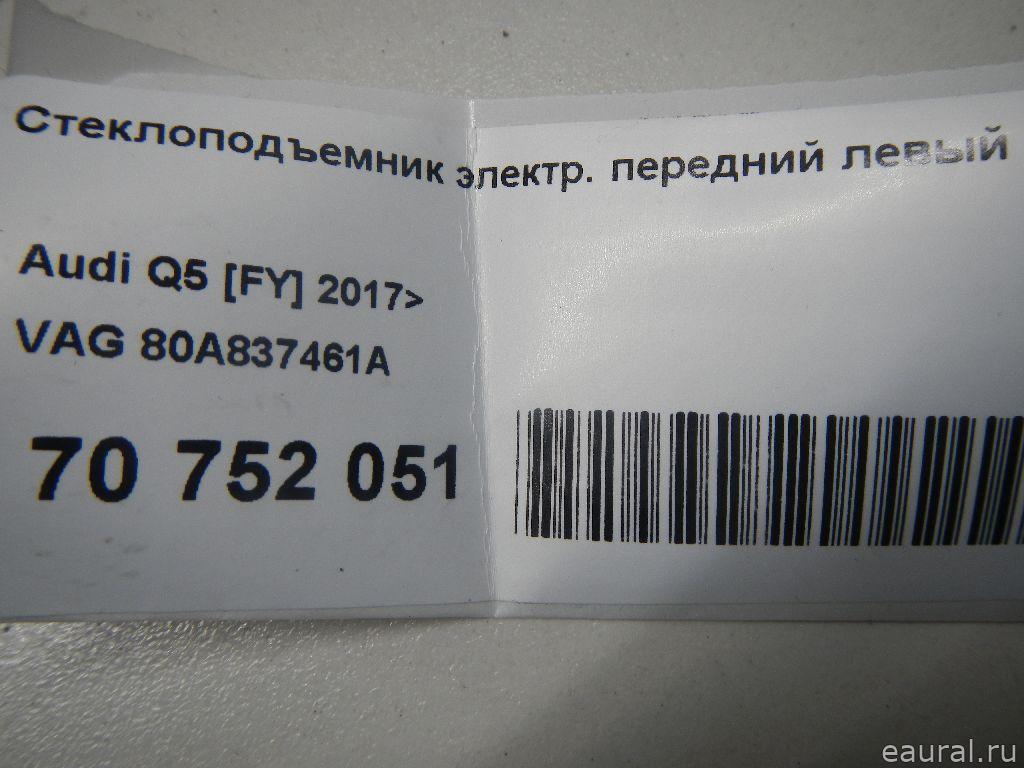 Стеклоподъемник электр. передний левый
Audi Q5 [FY] 2017>
VAG 80A837461A
70 752 051
eaural.ru